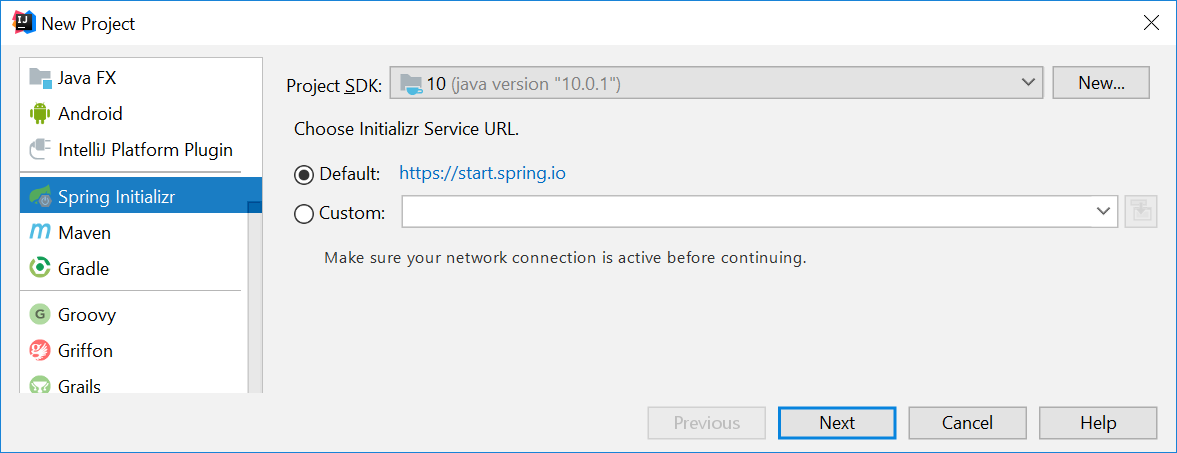 New Project
Java FX
Android
IntelliJ Platform Plugin
Spring Initializr
Maven
Gradle
Groovy
Griffon
Grails
Project SDK: 10 (java version "10.0.1") New...
Choose Initializr Service URL.
Default: https://start.spring.io
Custom:
Make sure your network connection is active before continuing.
Previous Next Cancel Help